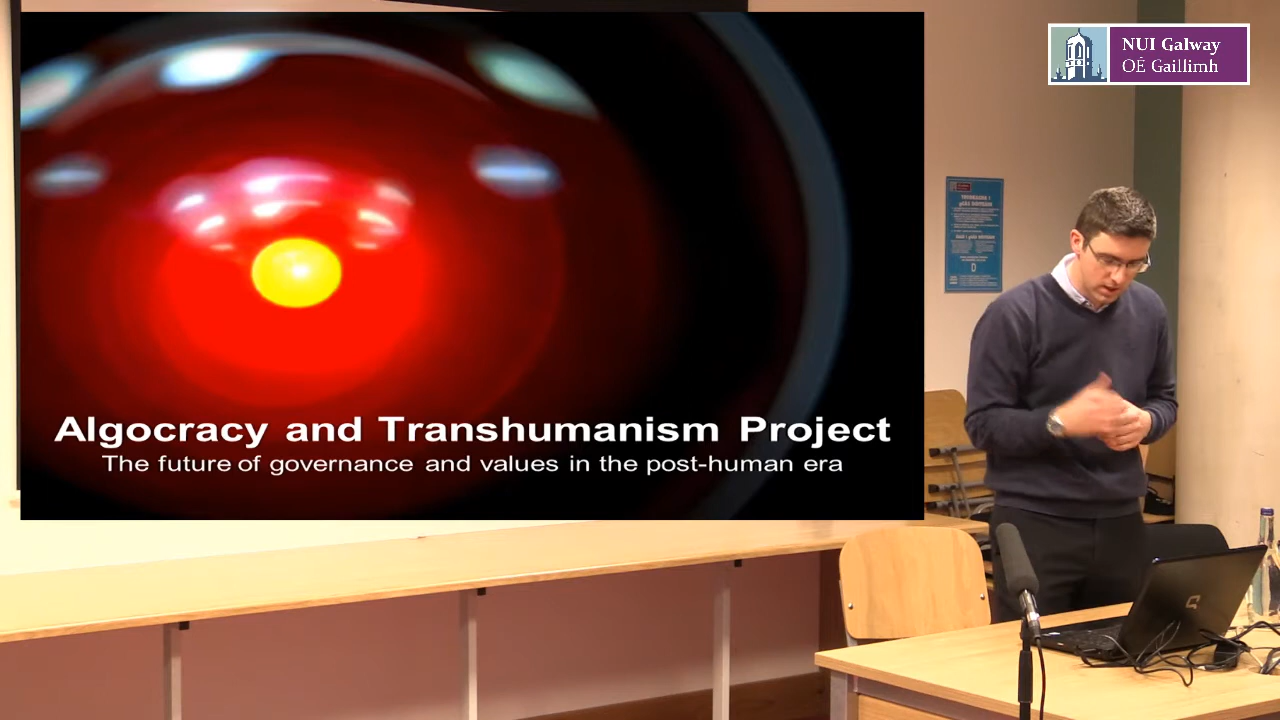 NUI Galway
OÉ Gaillimh
Algocracy and Transhumanism Project
The future of governance and values in the post-human era